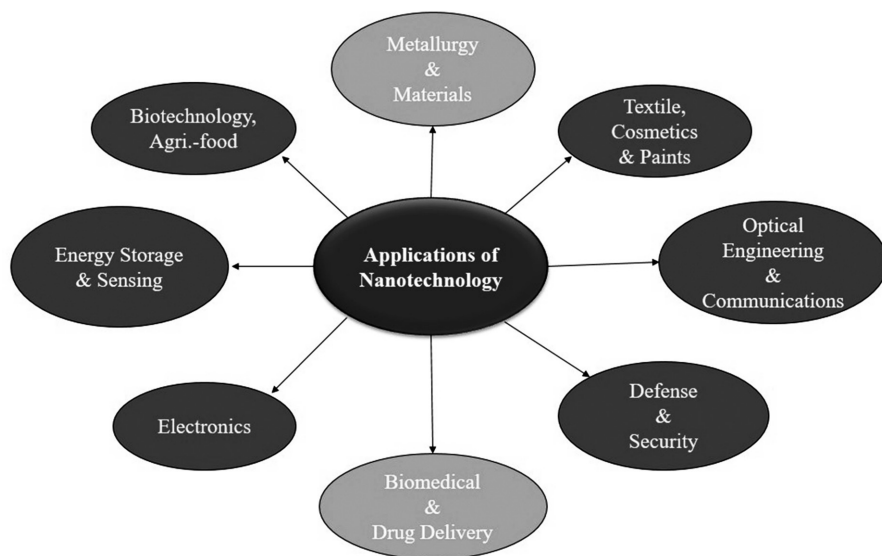 Metallurgy
&
Materials
Biotechnology,
Agri.-food
Textile,
Cosmetics
& Paints
Energy Storage
& Sensing
Applications of
Nanotechnology
Optical
Engineering
&
Communications
Electronics
Defense
&
Security
Biomedical
&
Drug Delivery